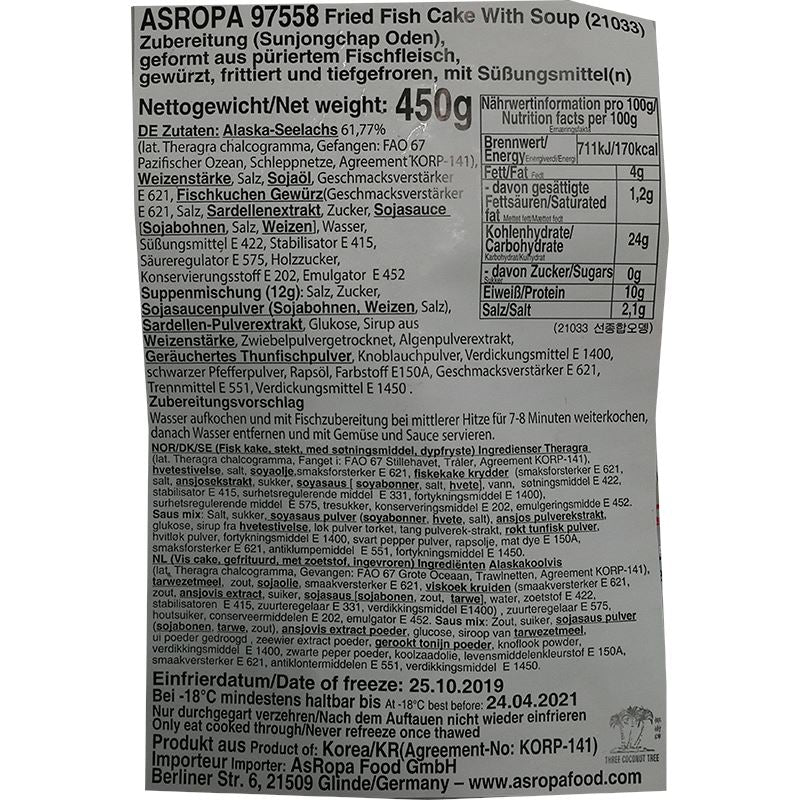 ASROPA 97558 Fried Fish Cake With Soup (21033)
Zubereitung (Sunjongchap Oden),
geformt aus püriertem Fischfleisch,
gewürzt, frittiert und tiefgefroren, mit Süßungsmittel(n)
Nettogewicht/Net weight: 450g
DE Zutaten: Alaska-Seelachs 61,77%
(lat. Theragra chalcogramma, Gefangen: FAO 67
Pazifischer Ozean, Schleppnetze, Agreement KORP-141),
Weizenstärke, Salz, Sojaöl, Geschmacksverstärker
E 621, Fischkuchen Gewürz(Geschmacksverstärker
E 621, Salz, Sardellenextrakt, Zucker, Sojasauce
[Sojabohnen, Salz, Weizen], Wasser,
Süßungsmittel E 422, Stabilisator E 415,
Säureregulator E 575, Holzzucker,
Konservierungsstoff E 202, Emulgator E 452
Suppenmischung (12g): Salz, Zucker,
Sojasaucenpulver (Sojabohnen, Weizen, Salz),
Sardellen-Pulverextrakt, Glukose, Sirup aus
Weizenstärke, Zwiebelpulvergetrocknet, Algenpulverextrakt,
Geräuchertes Thunfischpulver, Knoblauchpulver, Verdickungsmittel E 1400,
schwarzer Pfefferpulver, Rapsöl, Farbstoff E150A, Geschmacksverstärker E 621,
Trennmittel E 551, Verdickungsmittel E 1450 .
Nährwertinformation pro 100g/
Nutrition facts per 100g
Ernæringsfakta
Brennwert/
Energy Energiverdi/Energi 711kJ/170kcal
Fett/Fat Fedt 4g
- davon gesättigte
Fettsäuren/Saturated
fat Mettet fett/Mættet fedt 1,2g
Kohlenhydrate/
Carbohydrate 24g
Karbohydrat/Kulhydrat
- davon Zucker/Sugars 0g
Sukker
Eiweiß/Protein 10g
Salz/Salt 2,1g
(21033 선종합오뎅)
Zubereitungsvorschlag
Wasser aufkochen und mit Fischzubereitung bei mittlerer Hitze für 7-8 Minuten weiterkochen,
danach Wasser entfernen und mit Gemüse und Sauce servieren.
NOR/DK/SE (Fisk kake, stekt, med søtningsmiddel, dypfryste) Ingredienser Theragra
(lat. Theragra chalcogramma, Fanget i: FAO 67 Stillehavet, Tråler, Agreement KORP-141),
hvetestivelse, salt, soyaolje,smaksforsterker E 621, fiskekake krydder (smaksforsterker E 621,
salt, ansjosekstrakt, sukker, soyasaus [ soyabønner, salt, hvete], vann, søtningsmiddel E 422,
stabilisator E 415, surhetsregulerende middel E 331, fortykningsmiddel E 1400),
surhetsregulerende middel E 575, tresukker, konserveringsmiddel E 202, emulgeringsmidde E 452.
Saus mix: Salt, sukker, soyasaus pulver (soyabønner, hvete, salt), ansjos pulverekstrakt,
glukose, sirup fra hvetestivelse, løk pulver tørket, tang pulverek-strakt, røkt tunfisk pulver,
hvitløk pulver, fortykningsmiddel E 1400, svart pepper pulver, rapsolje, mat dye E 150A,
smaksforsterker E 621, antiklumpemiddel E 551, fortykningsmiddel E 1450.
NL (Vis cake, gefrituurd, met zoetstof, ingevroren) Ingrediënten Alaskakoolvis
(lat. Theragra chalcogramma, Gevangen: FAO 67 Grote Oceaan, Trawlnetten, Agreement KORP-141),
tarwezetmeel, zout, sojaolie, smaakversterker E 621, viskoek kruiden (smaakversterker E 621,
zout, ansjovis extract, suiker, sojasaus [sojabonen, zout, tarwe], water, zoetstof E 422,
stabilisatoren E 415, zuurteregelaar E 331, verdikkingsmiddel E1400) , zuurteregelaar E 575,
houtsuiker, conserveermiddelen E 202, emulgator E 452. Saus mix: Zout, suiker, sojasaus pulver
(sojabonen, tarwe, zout), ansjovis extract poeder, glucose, siroop van tarwezetmeel,
ui poeder gedroogd , zeewier extract poeder, gerookt tonijn poeder, knoflook powder,
verdikkingsmiddel E 1400, zwarte peper poeder, koolzaadolie, levensmiddelenkleurstof E 150A,
smaakversterker E 621, antiklontermiddelen E 551, verdikkingsmiddel E 1450.
Einfrierdatum/Date of freeze: 25.10.2019
Bei -18°C mindestens haltbar bis At -18°C best before: 24.04.2021
Nur durchgegart verzehren/Nach dem Auftauen nicht wieder einfrieren
Only eat cooked through/Never refreeze once thawed
Produkt aus Product of: Korea/KR(Agreement-No: KORP-141)
Importeur Importer: AsRopa Food GmbH
Berliner Str. 6, 21509 Glinde/Germany – www.asropafood.com
THREE COCONUT TREE